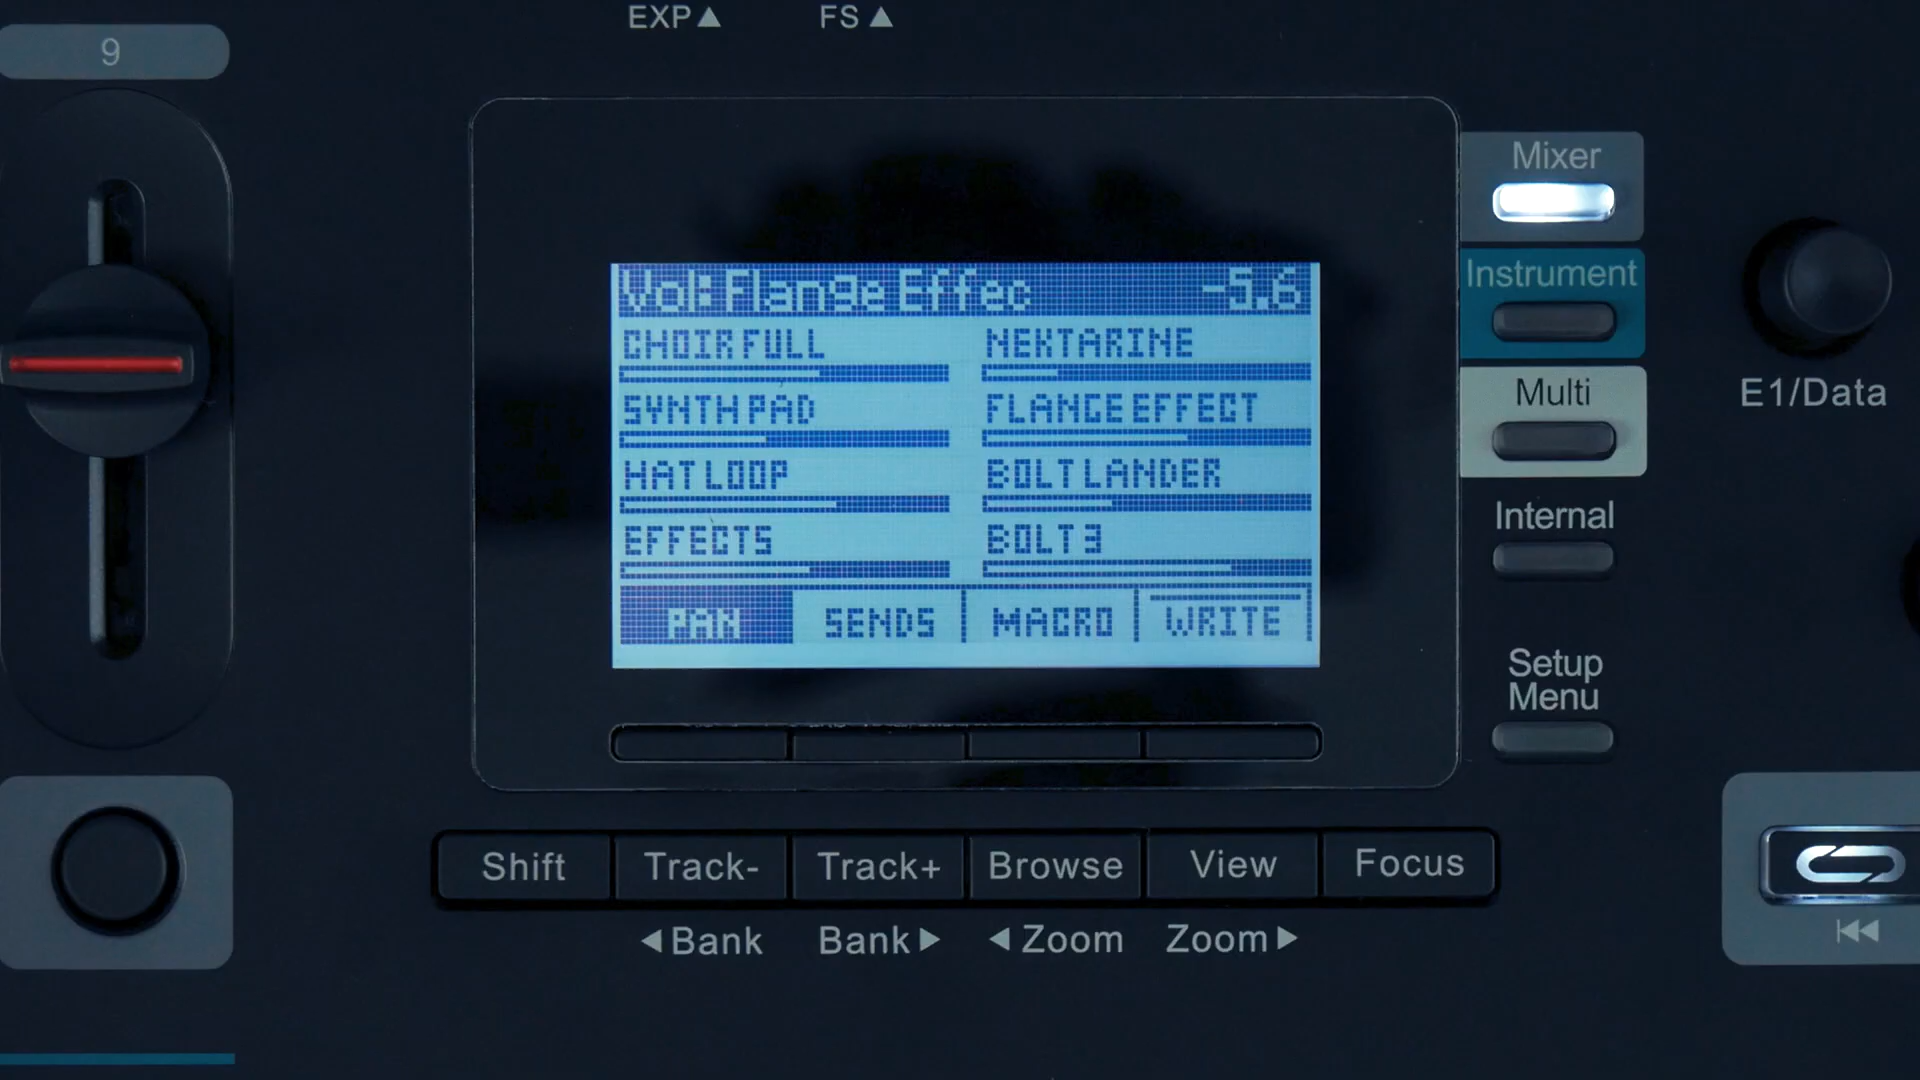 EXP▲ FS▲
9
Vol: Flange Effec -5.6
CHOIR FULL NEKTARINE
SYNTH PAD FLANGE EFFECT
HAT LOOP BOLT LANDER
EFFECTS BOLT 3
PAN SENDS MACRO WRITE
Mixer
Instrument
Multi
Internal
Setup
Menu
E1/Data
Shift Track- Track+ Browse View Focus
◀Bank Bank▶ ◀Zoom Zoom▶